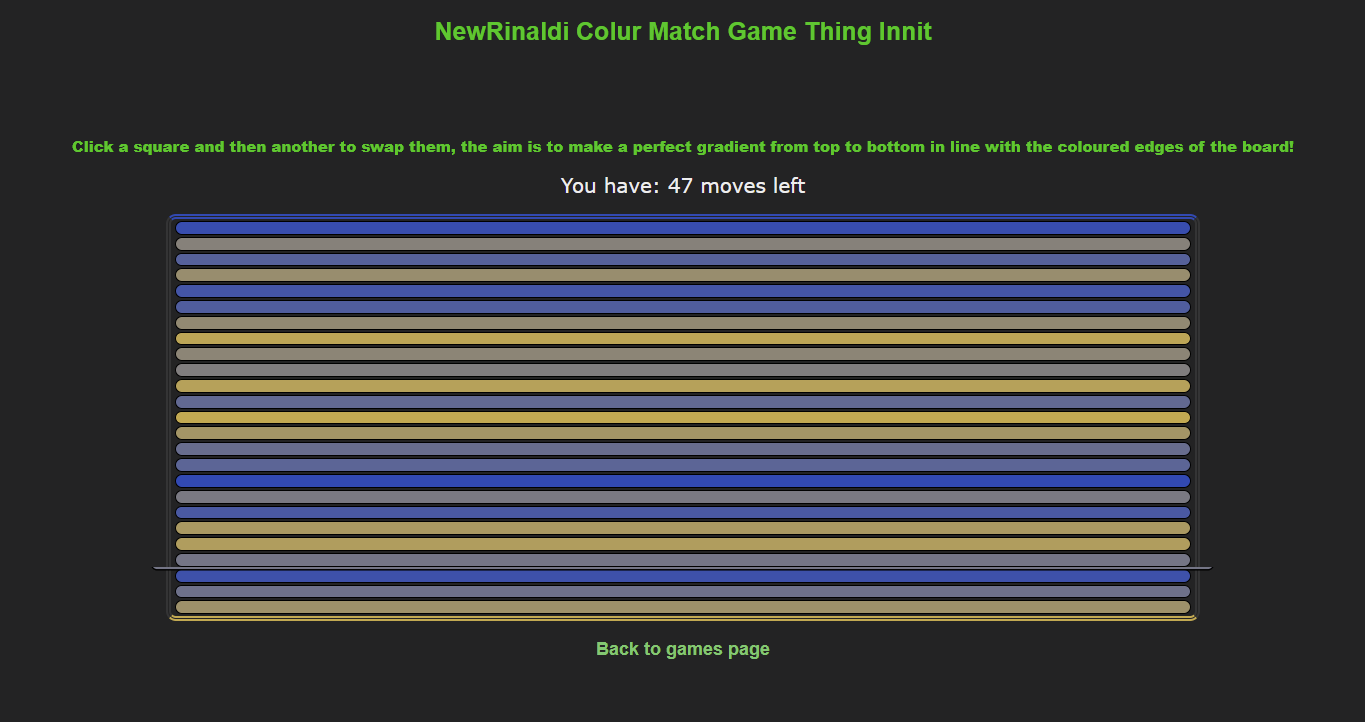 NewRinaldi Colur Match Game Thing Innit
Click a square and then another to swap them, the aim is to make a perfect gradient from top to bottom in line with the coloured edges of the board!
You have: 47 moves left
Back to games page